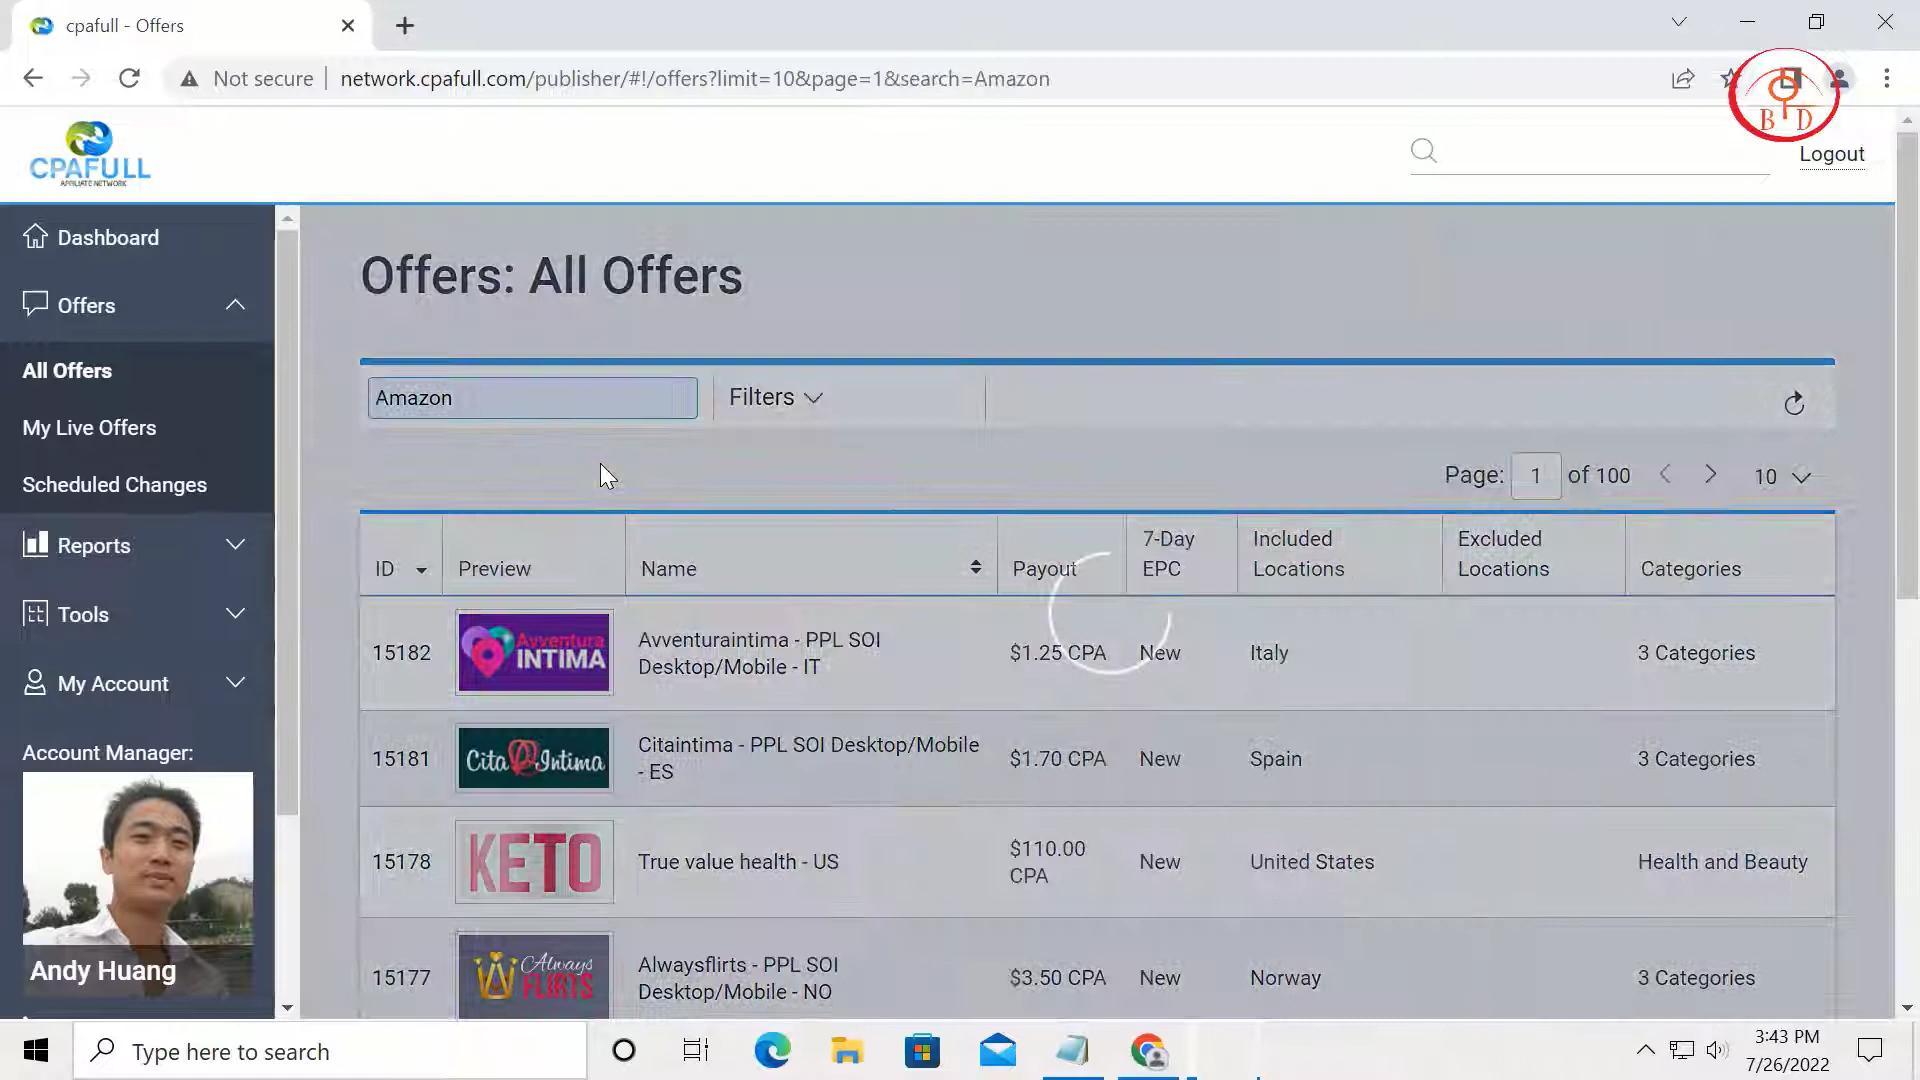 cpafull - Offers
Not secure
network.cpafull.com/publisher/#!/offers?limit=10&page=1&search=Amazon
B D
CPAFULL
AFFILIATE NETWORK
Logout
Dashboard
Offers
All Offers
My Live Offers
Scheduled Changes
Reports
Tools
My Account
Account Manager:
Andy Huang
Offers: All Offers
Amazon
Filters
Page: 1 of 100
10
ID
Preview
Name
Payout
7-Day
EPC
Included
Locations
Excluded
Locations
Categories
15182
Avventura
INTIMA
Avventuraintima - PPL SOI
Desktop/Mobile - IT
$1.25 CPA
New
Italy
3 Categories
15181
Cita Intima
Citaintima - PPL SOI Desktop/Mobile
- ES
$1.70 CPA
New
Spain
3 Categories
15178
KETO
True value health - US
$110.00
CPA
New
United States
Health and Beauty
15177
Always
FLIRTS
Alwaysflirts - PPL SOI
Desktop/Mobile - NO
$3.50 CPA
New
Norway
3 Categories
Type here to search
3:43 PM
7/26/2022